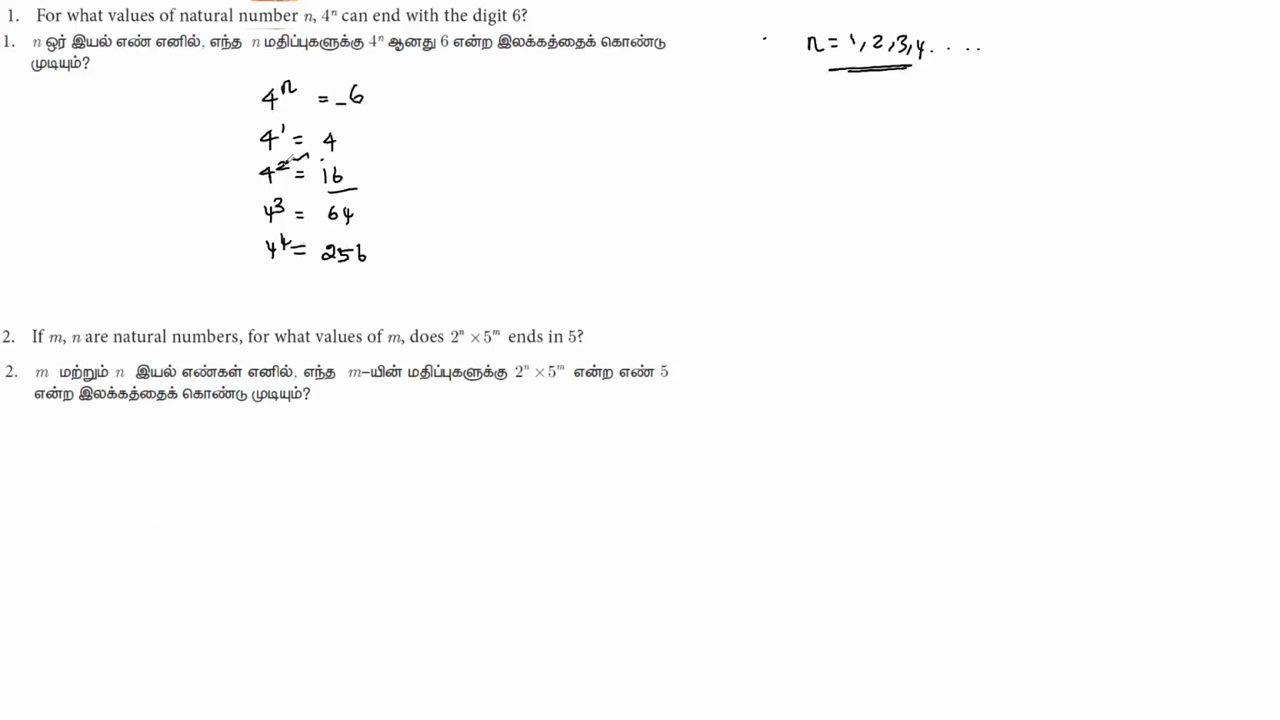 1. For what values of natural number n, 4ⁿ can end with the digit 6?
1. n ஓர் இயல் எண் எனில், எந்த n மதிப்புகளுக்கு 4ⁿ ஆனது 6 என்ற இலக்கத்தைக் கொண்டு
முடியும்?
n = 1, 2, 3, 4. . . .
4ⁿ = _6
4¹ = 4
4² = 16
4³ = 64
4⁴ = 256
2. If m, n are natural numbers, for what values of m, does 2ⁿ × 5ᵐ ends in 5?
2. m மற்றும் n இயல் எண்கள் எனில், எந்த m–யின் மதிப்புகளுக்கு 2ⁿ × 5ᵐ என்ற எண் 5
என்ற இலக்கத்தைக் கொண்டு முடியும்?